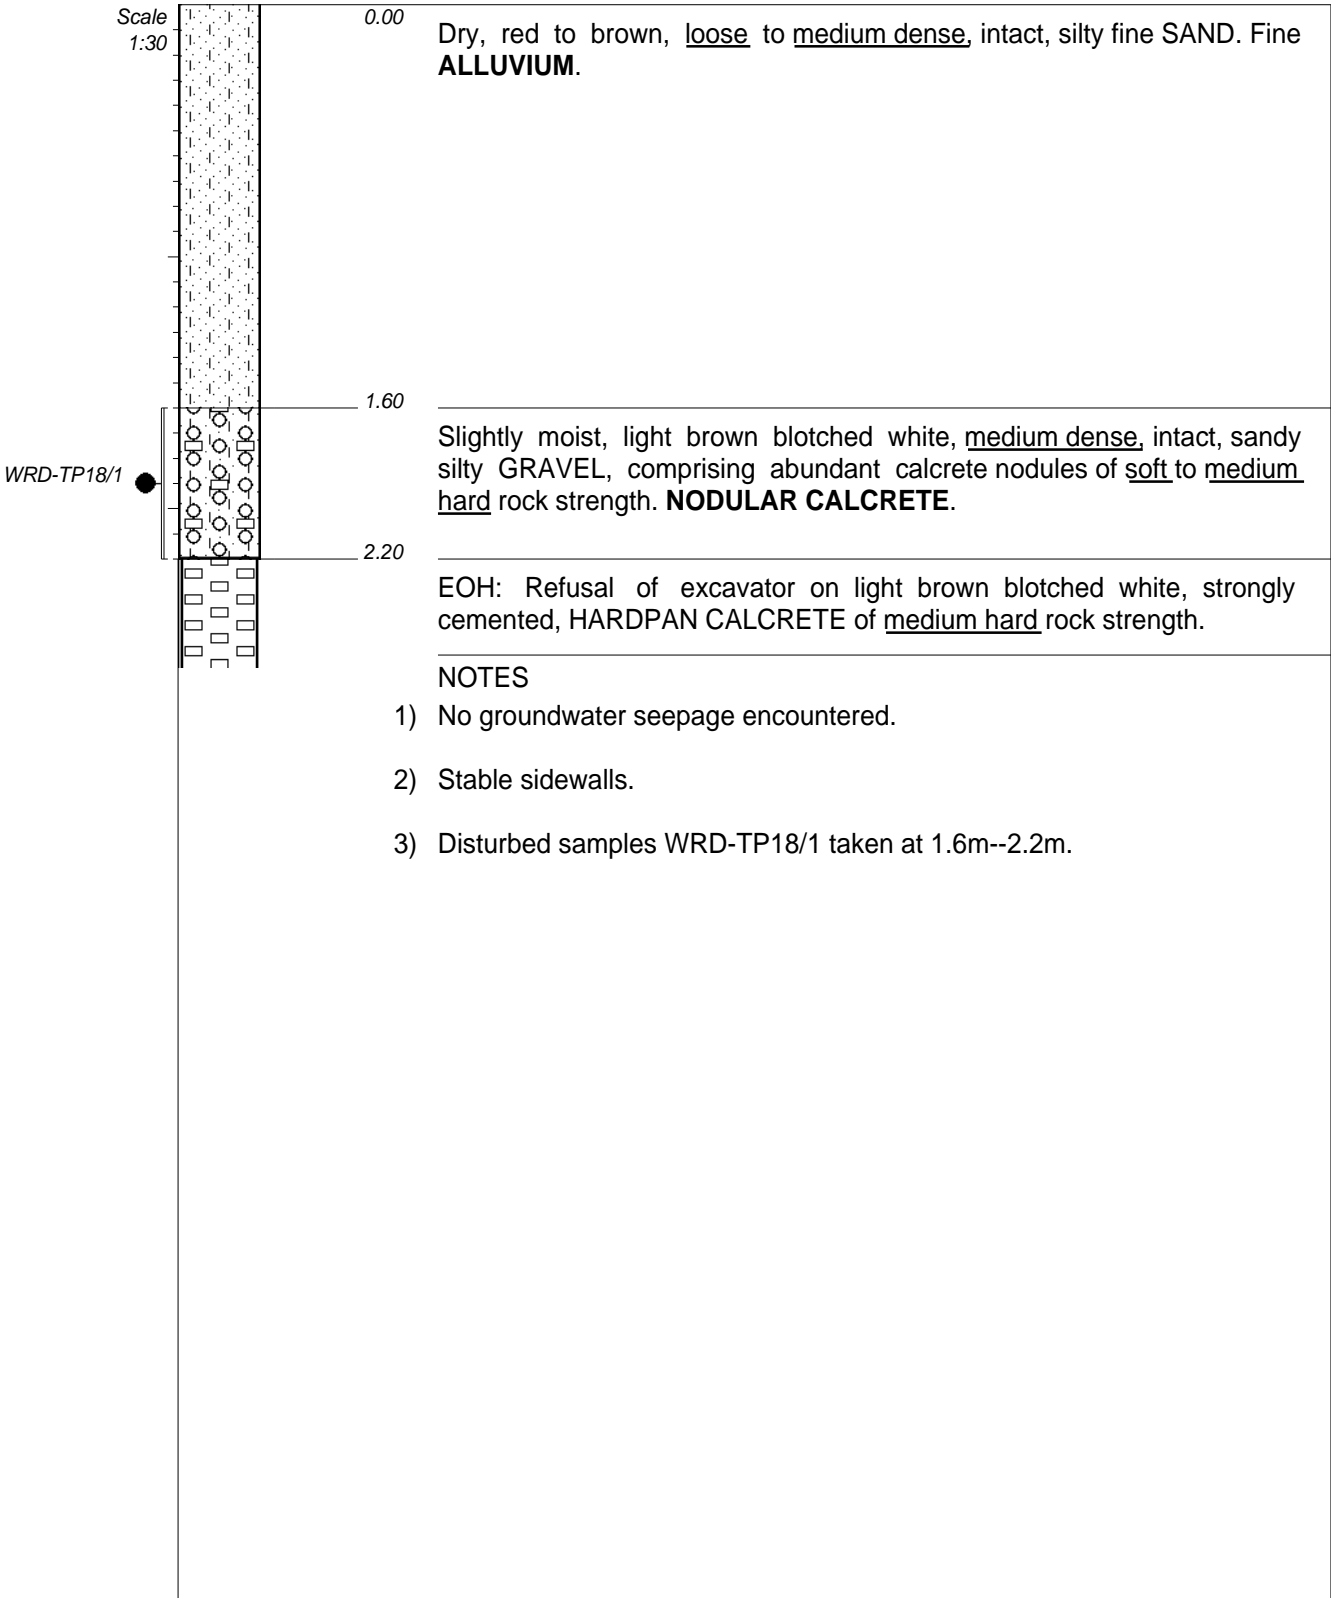 Scale
1:30
0.00
Dry, red to brown, loose to medium dense, intact, silty fine SAND. Fine
ALLUVIUM.
1.60
Slightly moist, light brown blotched white, medium dense, intact, sandy
silty GRAVEL, comprising abundant calcrete nodules of soft to medium
hard rock strength. NODULAR CALCRETE.
WRD-TP18/1
2.20
EOH: Refusal of excavator on light brown blotched white, strongly
cemented, HARDPAN CALCRETE of medium hard rock strength.
NOTES
1) No groundwater seepage encountered.
2) Stable sidewalls.
3) Disturbed samples WRD-TP18/1 taken at 1.6m--2.2m.